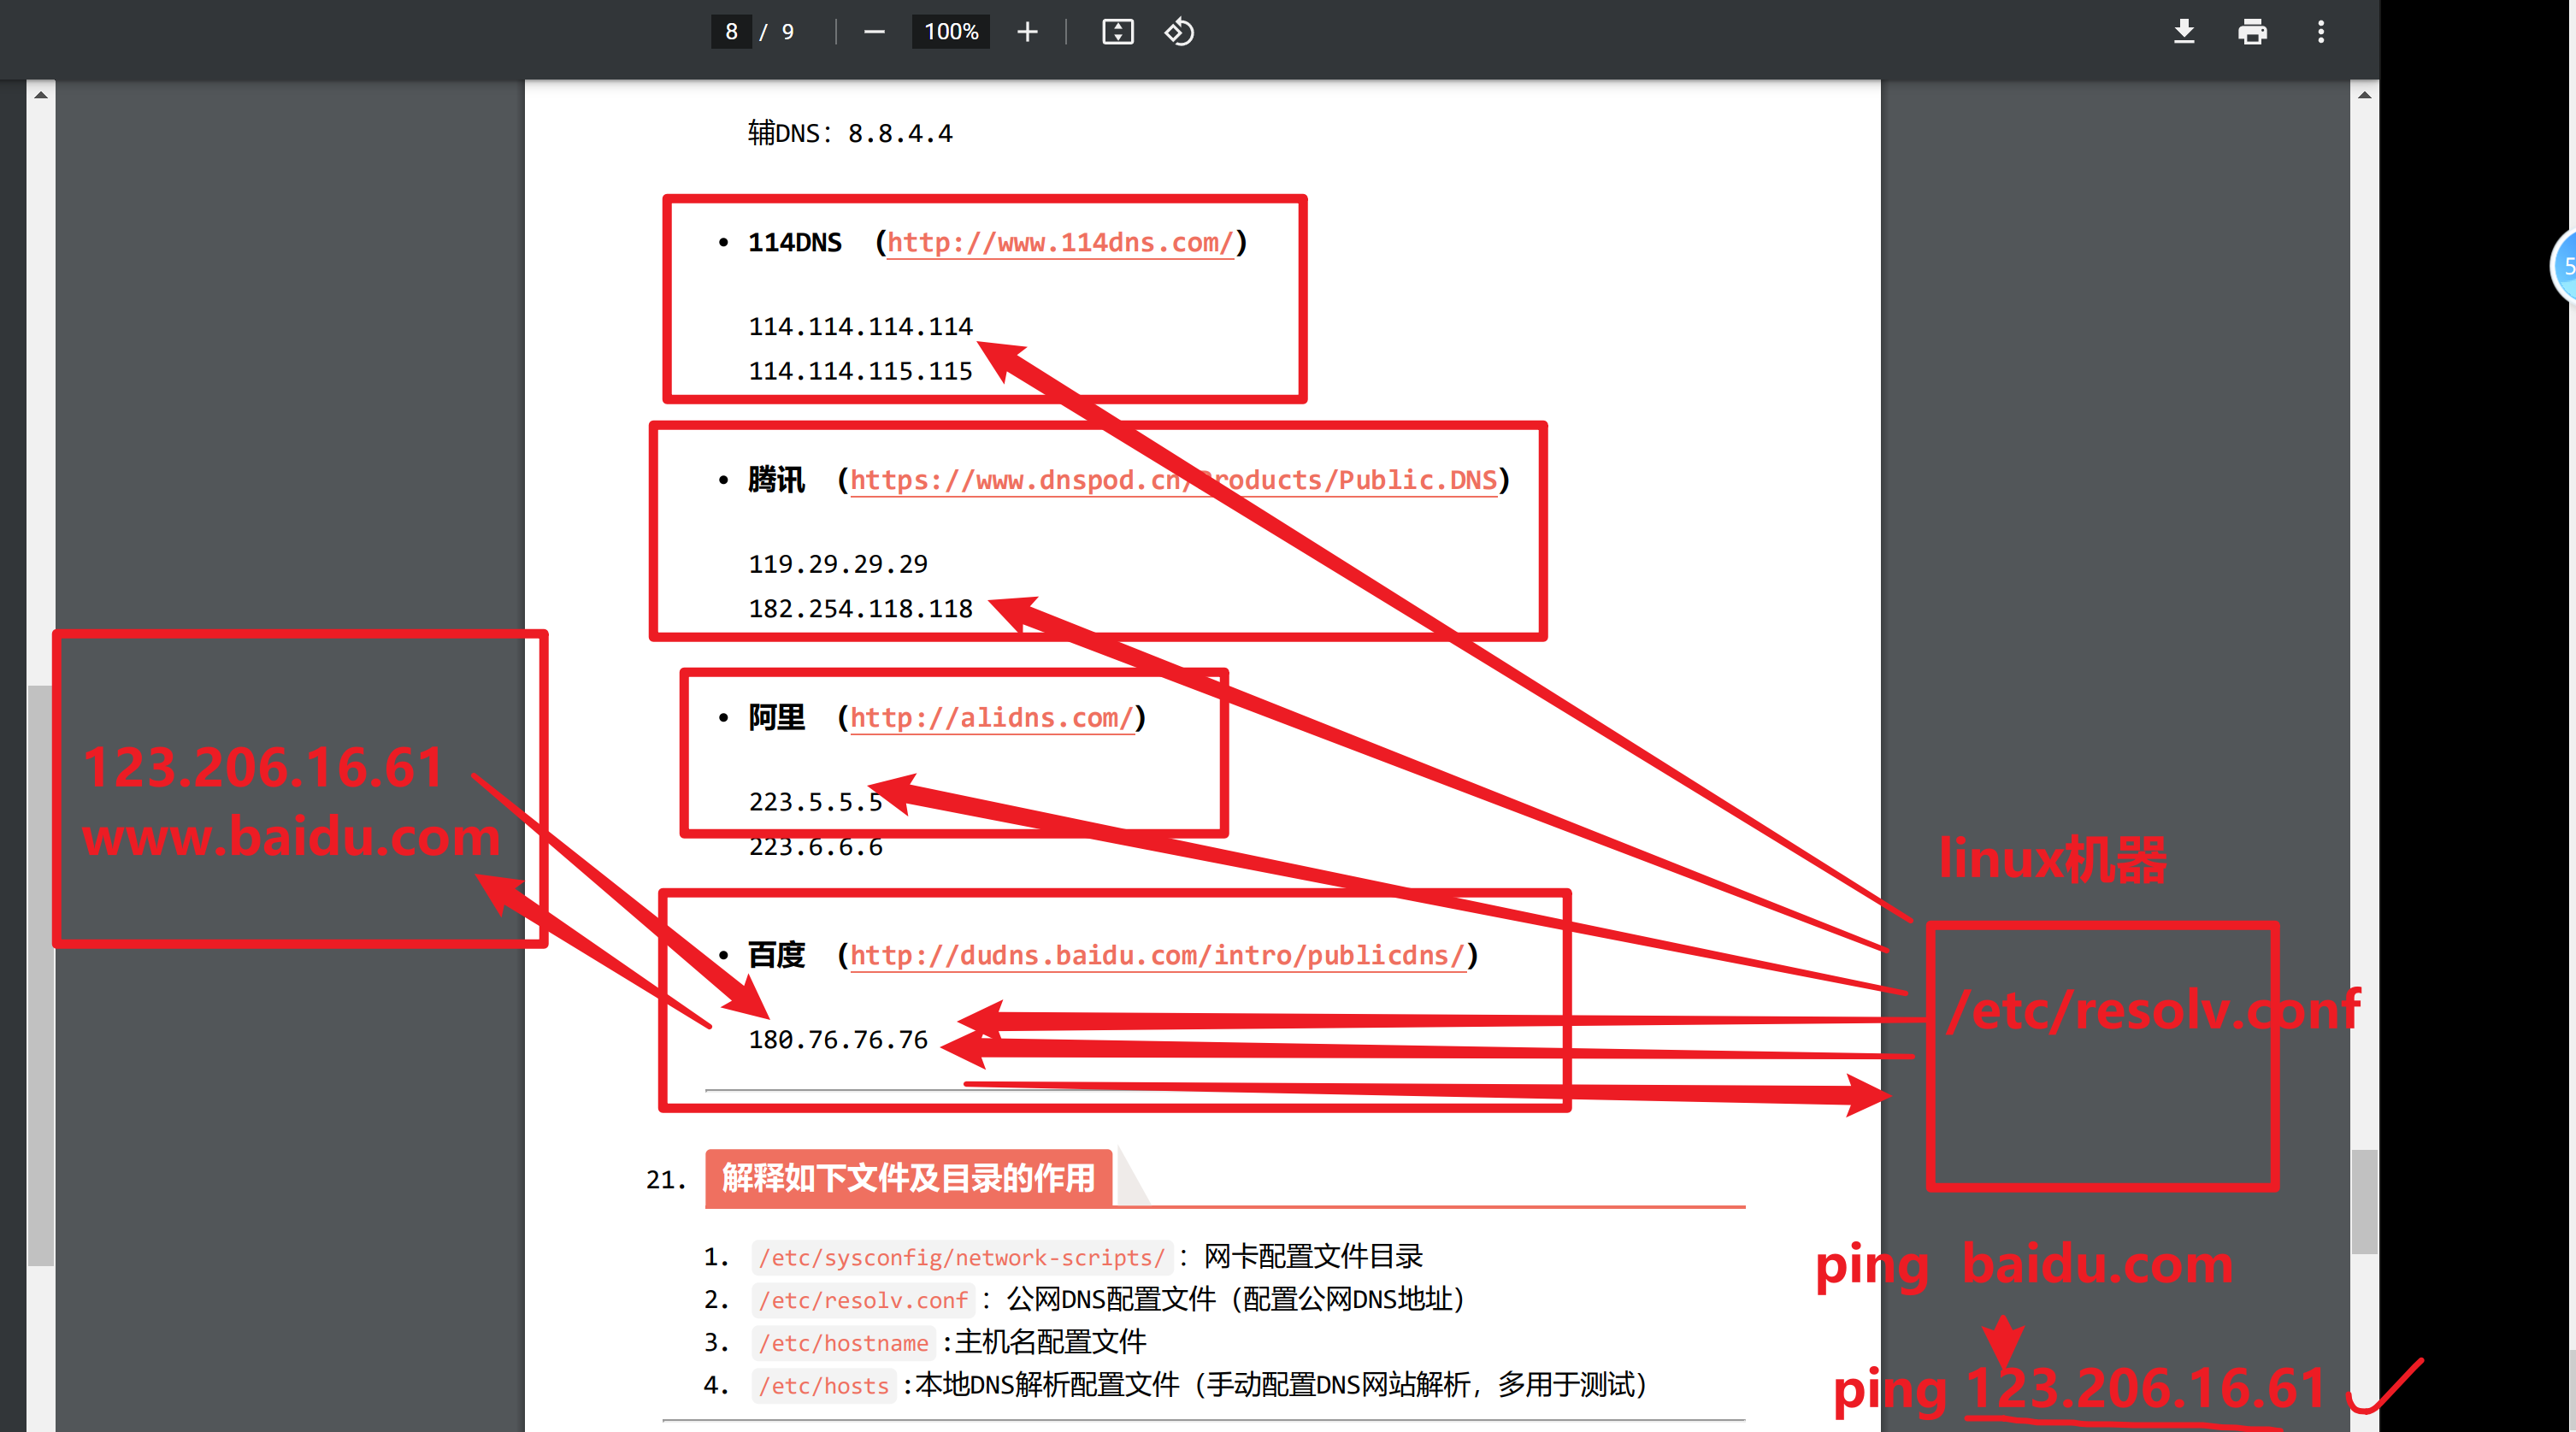 8 / 9 100%
辅DNS：8.8.4.4
• 114DNS （http://www.114dns.com/）
114.114.114.114
114.114.115.115
• 腾讯 （https://www.dnspod.cn/Products/Public.DNS）
119.29.29.29
182.254.118.118
• 阿里 （http://alidns.com/）
223.5.5.5
223.6.6.6
• 百度 （http://dudns.baidu.com/intro/publicdns/）
180.76.76.76
123.206.16.61
www.baidu.com
linux机器
/etc/resolv.conf
21. 解释如下文件及目录的作用
1. /etc/sysconfig/network-scripts/：网卡配置文件目录
2. /etc/resolv.conf：公网DNS配置文件（配置公网DNS地址）
3. /etc/hostname:主机名配置文件
4. /etc/hosts:本地DNS解析配置文件（手动配置DNS网站解析，多用于测试）
ping baidu.com
ping 123.206.16.61
5